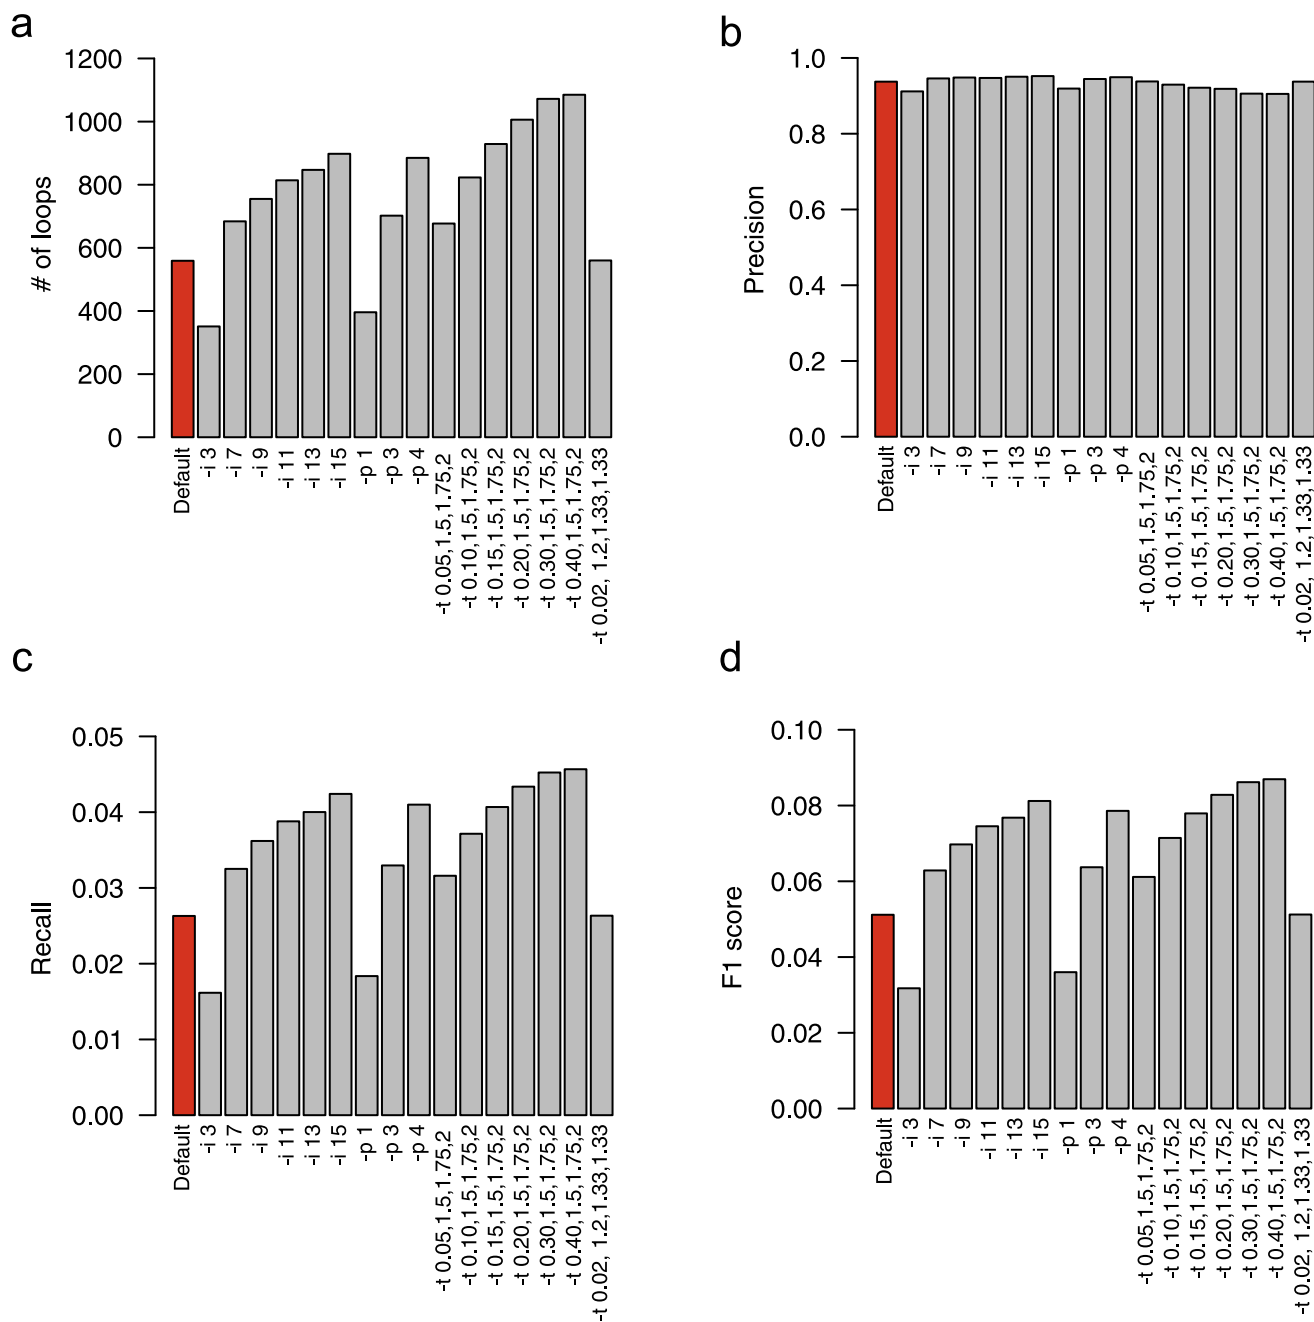 a
# of loops
1200
1000
800
600
400
200
0
Default
-i 3
-i 7
-i 9
-i 11
-i 13
-i 15
-p 1
-p 3
-p 4
-t 0.05,1.5,1.75,2
-t 0.10,1.5,1.75,2
-t 0.15,1.5,1.75,2
-t 0.20,1.5,1.75,2
-t 0.30,1.5,1.75,2
-t 0.40,1.5,1.75,2
-t 0.02, 1.2,1.33,1.33
b
Precision
1.0
0.8
0.6
0.4
0.2
0.0
Default
-i 3
-i 7
-i 9
-i 11
-i 13
-i 15
-p 1
-p 3
-p 4
-t 0.05,1.5,1.75,2
-t 0.10,1.5,1.75,2
-t 0.15,1.5,1.75,2
-t 0.20,1.5,1.75,2
-t 0.30,1.5,1.75,2
-t 0.40,1.5,1.75,2
-t 0.02, 1.2,1.33,1.33
c
Recall
0.05
0.04
0.03
0.02
0.01
0.00
Default
-i 3
-i 7
-i 9
-i 11
-i 13
-i 15
-p 1
-p 3
-p 4
-t 0.05,1.5,1.75,2
-t 0.10,1.5,1.75,2
-t 0.15,1.5,1.75,2
-t 0.20,1.5,1.75,2
-t 0.30,1.5,1.75,2
-t 0.40,1.5,1.75,2
-t 0.02, 1.2,1.33,1.33
d
F1 score
0.10
0.08
0.06
0.04
0.02
0.00
Default
-i 3
-i 7
-i 9
-i 11
-i 13
-i 15
-p 1
-p 3
-p 4
-t 0.05,1.5,1.75,2
-t 0.10,1.5,1.75,2
-t 0.15,1.5,1.75,2
-t 0.20,1.5,1.75,2
-t 0.30,1.5,1.75,2
-t 0.40,1.5,1.75,2
-t 0.02, 1.2,1.33,1.33